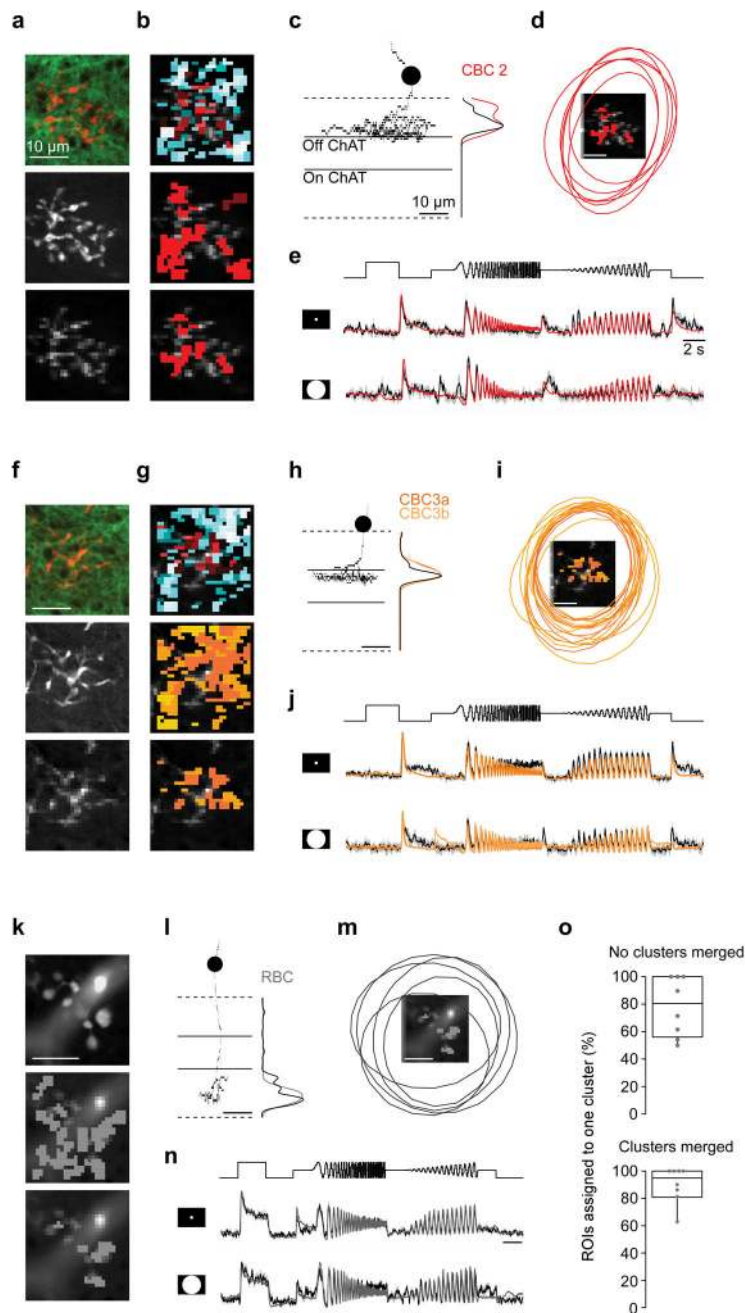 a
b
c
d
10 µm
CBC 2
Off ChAT
On ChAT
10 µm
e
2 s
f
g
h
i
CBC3a
CBC3b
j
k
l
m
o
RBC
No clusters merged
100
80
60
40
20
0
n
Clusters merged
100
80
60
40
20
0
ROIs assigned to one cluster (%)